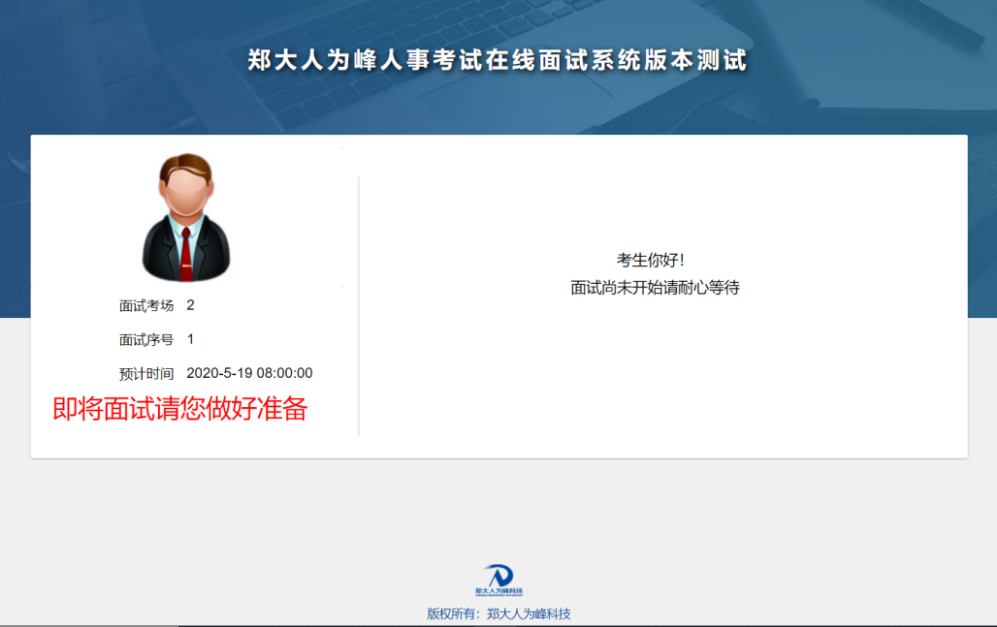 郑大人为峰人事考试在线面试系统版本测试
面试考场 2
面试序号 1
预计时间 2020-5-19 08:00:00
即将面试请您做好准备
考生你好!
面试尚未开始请耐心等待
郑大人为峰科技
版权所有：郑大人为峰科技